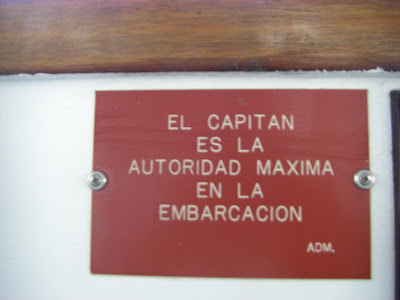 EL CAPITAN
ES LA
AUTORIDAD MAXIMA
EN LA
EMBARCACION
ADM.